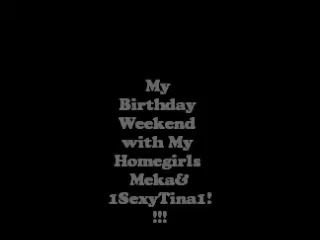 My
Birthday
Weekend
with My
Homegirls
Meka&
1SexyTina1!
!!!